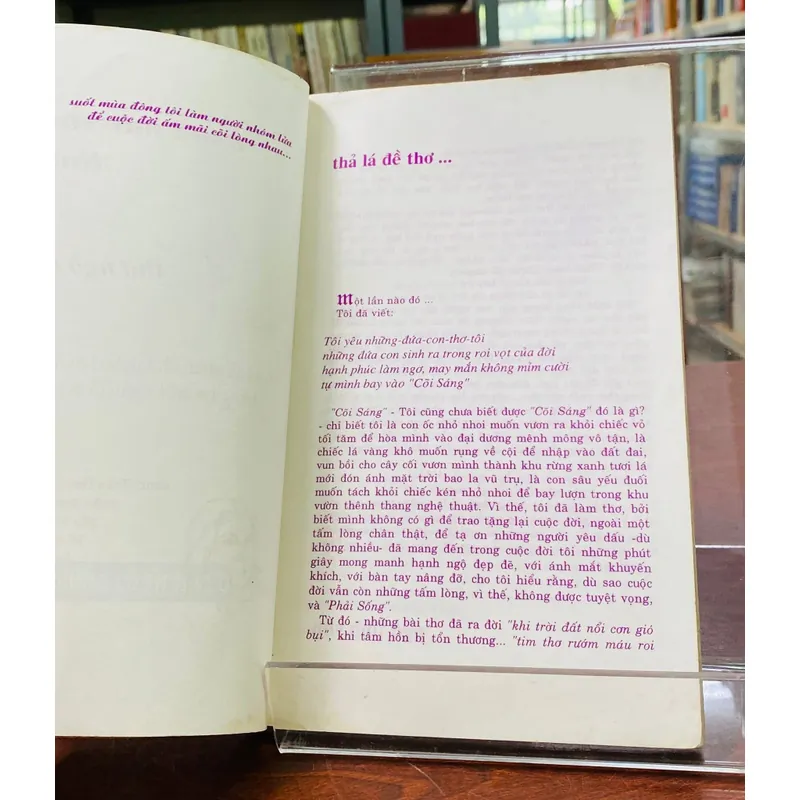 suốt mùa đông tôi làm người nhóm lửa
để cuộc đời ấm mãi cõi lòng nhau...
thả lá đề thơ ...
Một lần nào đó ...
Tôi đã viết:
Tôi yêu những-đứa-con-thơ-tôi
những đứa con sinh ra trong roi vọt của đời
hạnh phúc làm ngơ, may mắn không mỉm cười
tự mình bay vào "Cõi Sáng"
"Cõi Sáng" - Tôi cũng chưa biết được "Cõi Sáng" đó là gì?
- chỉ biết tôi là con ốc nhỏ nhoi muốn vươn ra khỏi chiếc vỏ
tối tăm để hòa mình vào đại dương mênh mông vô tận, là
chiếc lá vàng khô muốn rụng về cội để nhập vào đất đai,
vun bồi cho cây cối vươn mình thành khu rừng xanh tươi lá
mới đón ánh mặt trời bao la vũ trụ, là con sâu yếu đuối
muốn tách khỏi chiếc kén nhỏ nhoi để bay lượn trong khu
vườn thênh thang nghệ thuật. Vì thế, tôi đã làm thơ, bởi
biết mình không có gì để trao tặng lại cuộc đời, ngoài một
tấm lòng chân thật, để tạ ơn những người yêu dấu -dù
không nhiều- đã mang đến trong cuộc đời tôi những phút
giây mong manh hạnh ngộ đẹp đẽ, với ánh mắt khuyến
khích, với bàn tay nâng đỡ, cho tôi hiểu rằng, dù sao cuộc
đời vẫn còn những tấm lòng, vì thế, không được tuyệt vọng,
và "Phải Sống".
Từ đó - những bài thơ đã ra đời "khi trời đất nổi cơn gió
bụi", khi tâm hồn bị tổn thương... "tim thơ rướm máu roi